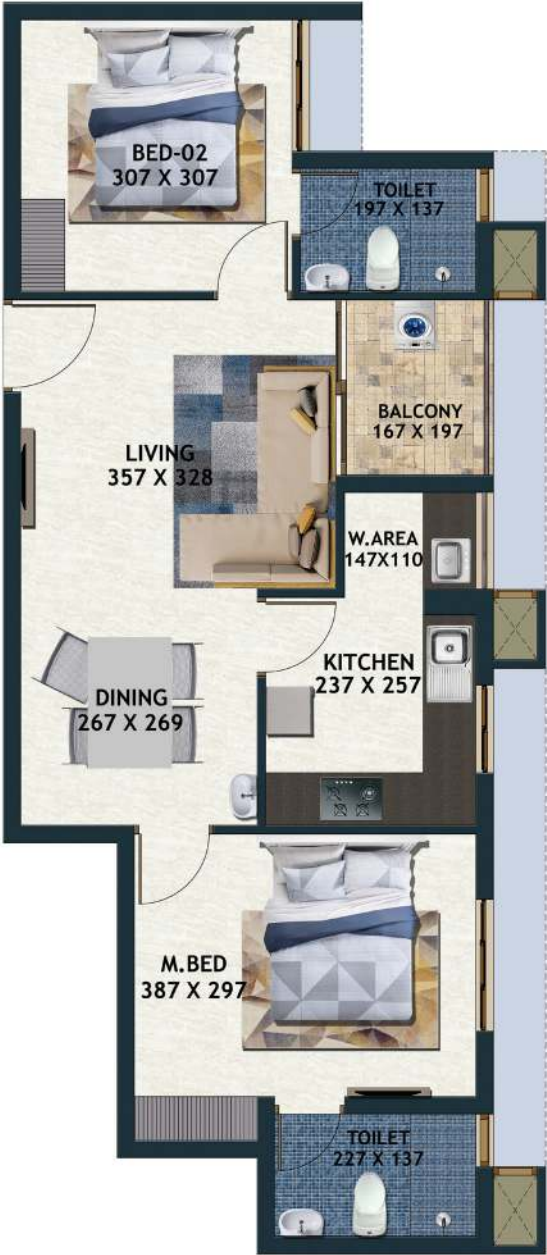 BED-02
307 X 307
TOILET
197 X 137
BALCONY
167 X 197
LIVING
357 X 328
W.AREA
147X110
KITCHEN
237 X 257
DINING
267 X 269
M.BED
387 X 297
TOILET
227 X 137